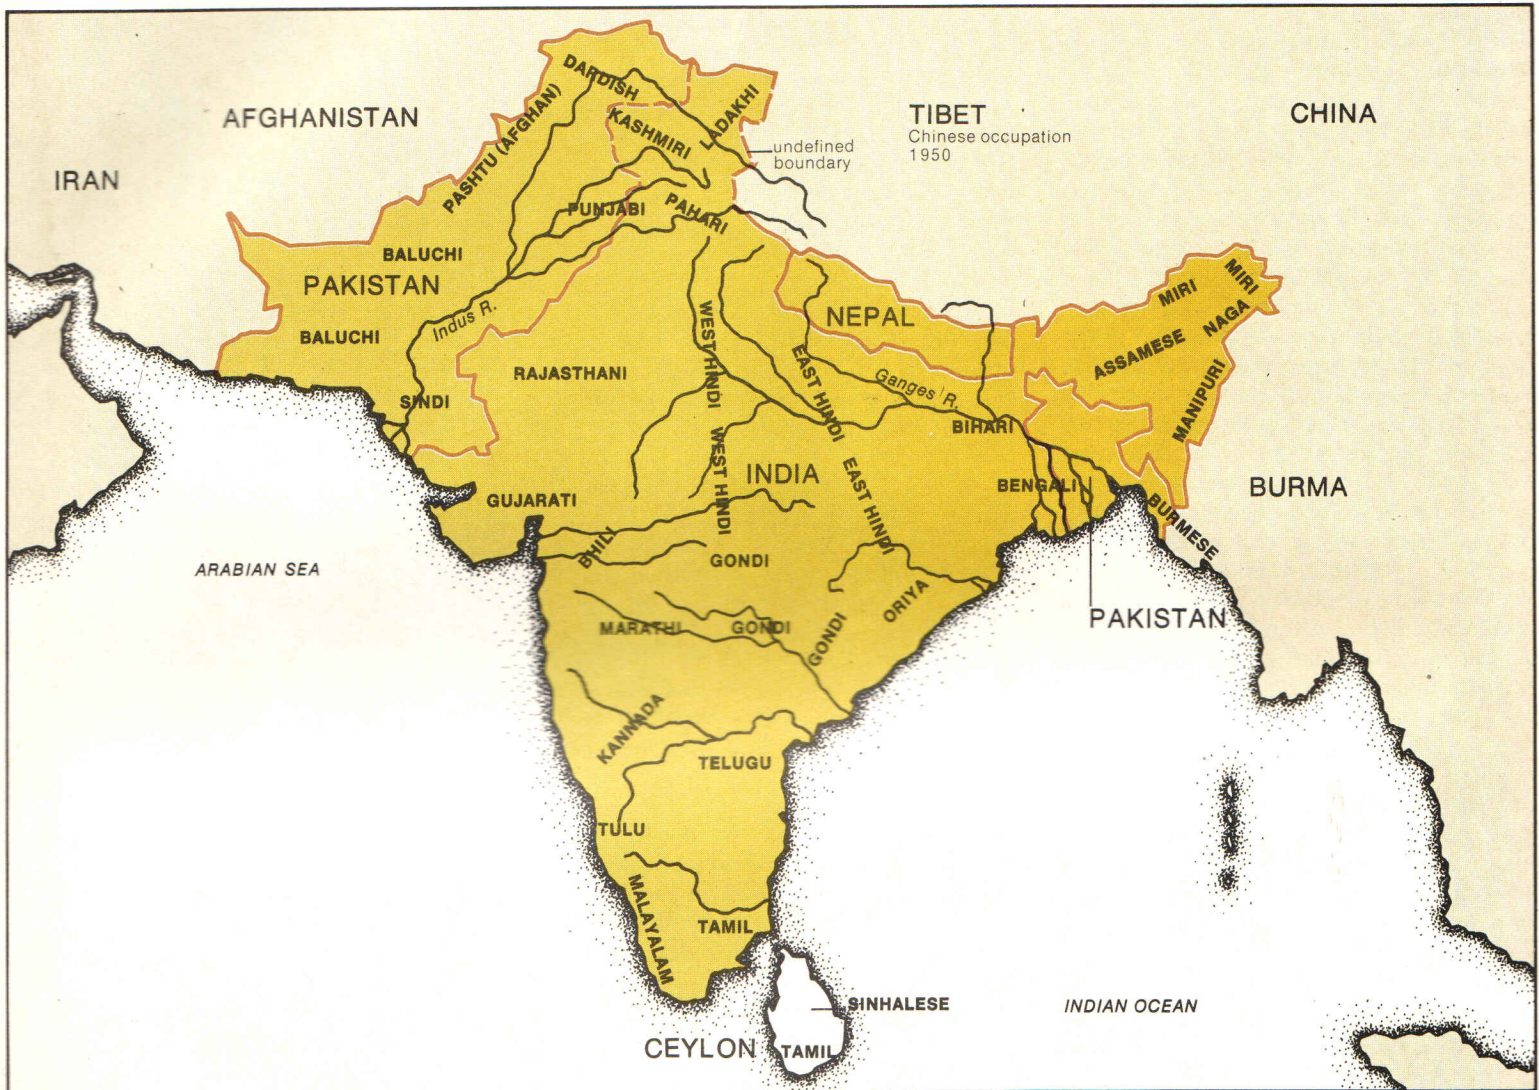 DARDISH
AFGHANISTAN
PASHTU (AFGHAN)
KASHMIRI
LADAKHI
TIBET
Chinese occupation
1950
CHINA
undefined
boundary
IRAN
PUNJABI
PAHARI
BALUCHI
PAKISTAN
Indus R.
BALUCHI
WEST HINDI
NEPAL
MIRI
MIRI
NAGA
ASSAMESE
MANIPURI
RAJASTHANI
EAST HINDI
Ganges R.
SINDI
BIHARI
WEST HINDI
INDIA
EAST HINDI
BENGALI
BURMA
GUJARATI
BURMESE
BHILI
GONDI
ARABIAN SEA
ORIYA
PAKISTAN
MARATHI
GONDI
GONDI
KANNADA
TELUGU
TULU
MALAYALAM
TAMIL
SINHALESE
INDIAN OCEAN
CEYLON
TAMIL